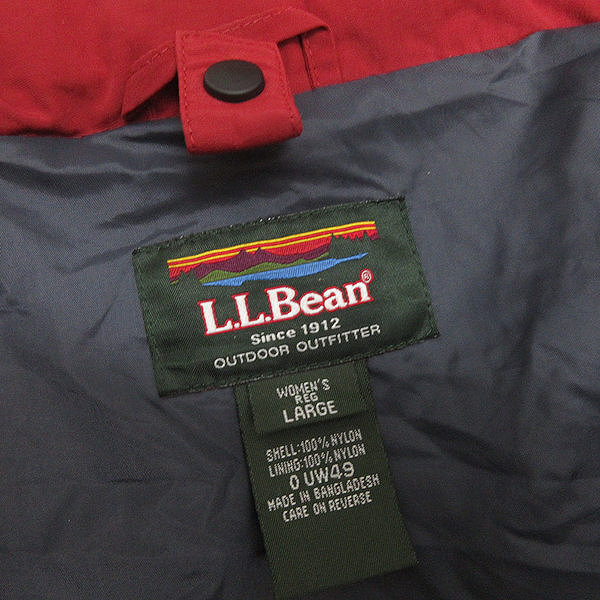 L.L.Bean®
Since 1912
OUTDOOR OUTFITTER
WOMEN'S
REG
LARGE
SHELL:100% NYLON
LINING:100% NYLON
0 UW49
MADE IN BANGLADESH
CARE ON REVERSE